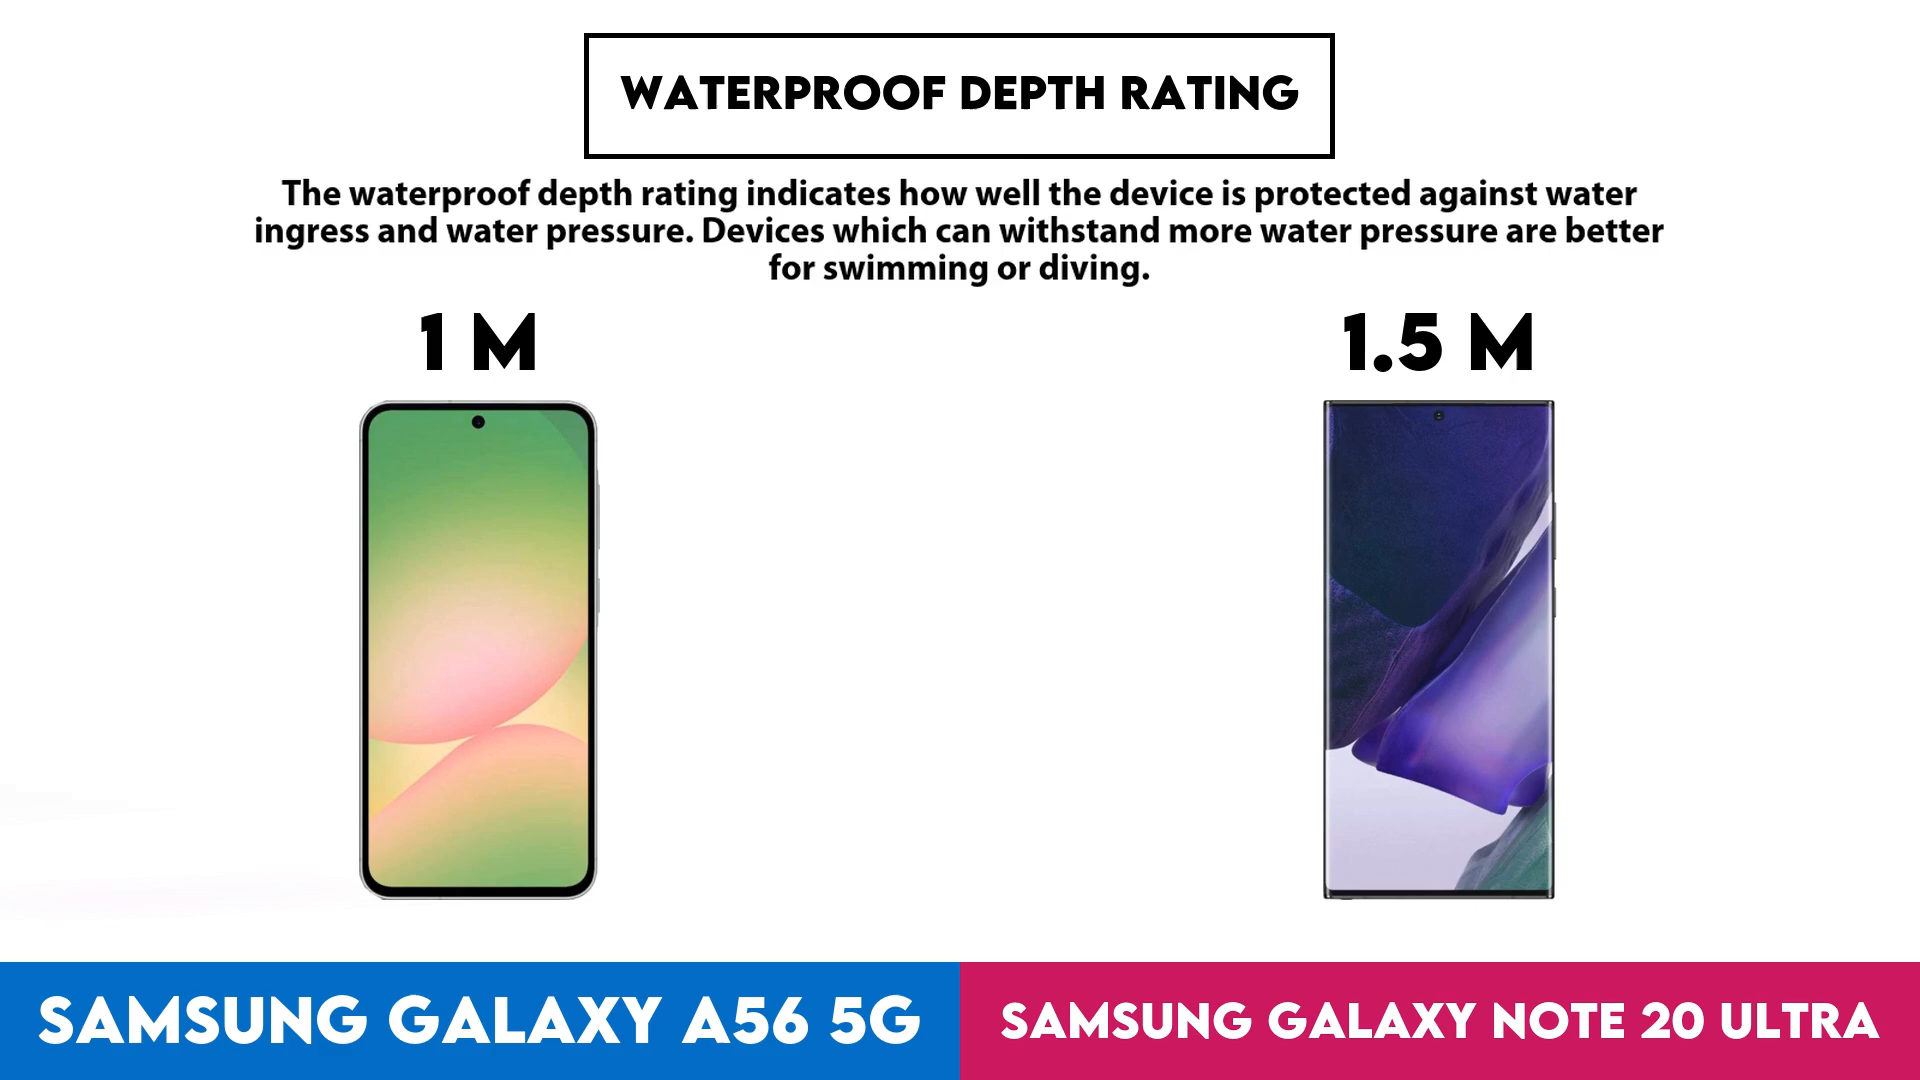 WATERPROOF DEPTH RATING
The waterproof depth rating indicates how well the device is protected against water
ingress and water pressure. Devices which can withstand more water pressure are better
for swimming or diving.
1 M
1.5 M
SAMSUNG GALAXY A56 5G
SAMSUNG GALAXY NOTE 20 ULTRA